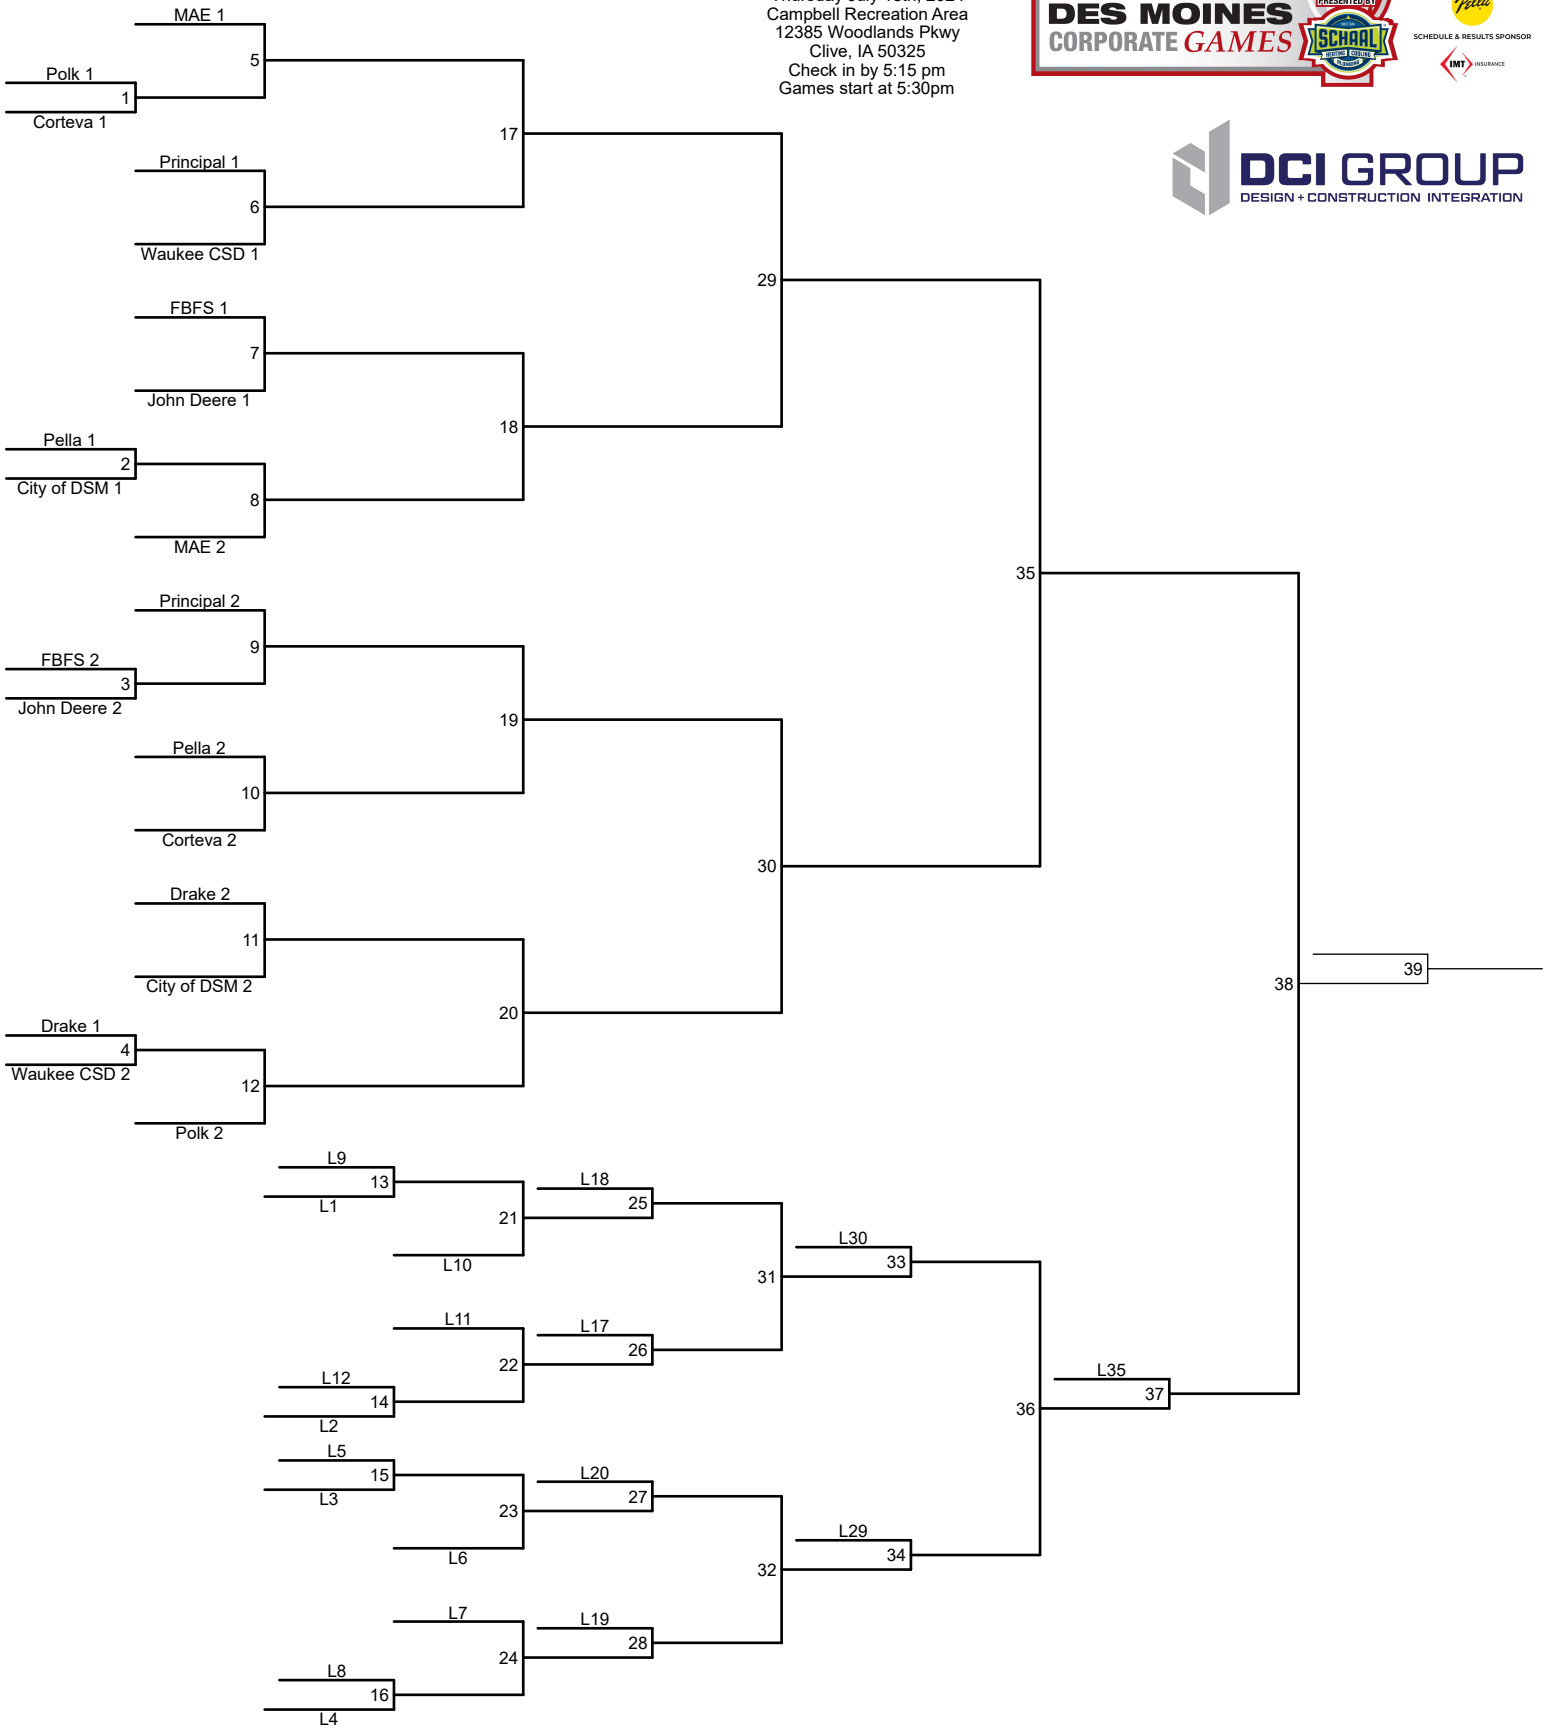 Campbell Recreation Area
12385 Woodlands Pkwy
Clive, IA 50325
Check in by 5:15 pm
Games start at 5:30pm
PRESENTED BY
DES MOINES
CORPORATE GAMES
SCHAAL
HEATING COOLING
PLUMBING
Pella
SCHEDULE & RESULTS SPONSOR
IMT INSURANCE
DCI GROUP
DESIGN + CONSTRUCTION INTEGRATION
MAE 1
5
Polk 1
1
Corteva 1
17
Principal 1
6
Waukee CSD 1
29
FBFS 1
7
John Deere 1
18
Pella 1
2
City of DSM 1
8
MAE 2
35
Principal 2
9
FBFS 2
3
John Deere 2
19
Pella 2
10
Corteva 2
30
Drake 2
11
City of DSM 2
38
39
20
Drake 1
4
Waukee CSD 2
12
Polk 2
L9
13
L1
L18
25
21
L10
L30
33
31
L11
L17
26
22
L12
14
L2
L35
37
36
L5
15
L3
L20
27
23
L6
L29
34
32
L7
L19
28
24
L8
16
L4